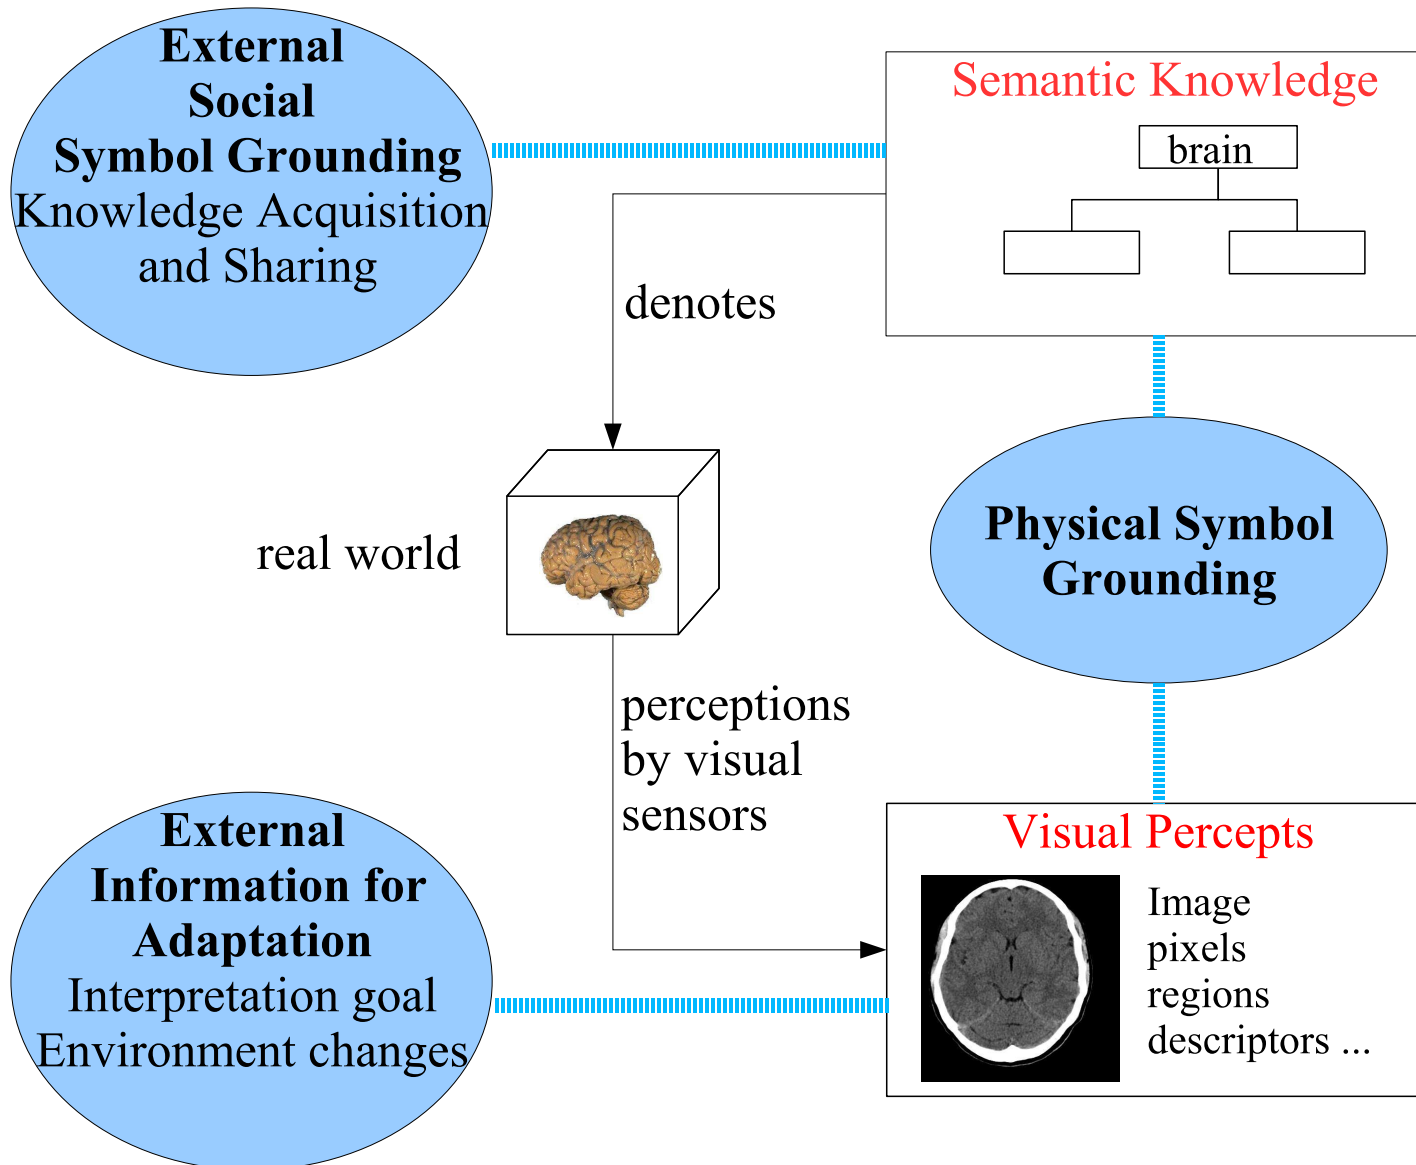 External
Social
Symbol Grounding
Knowledge Acquisition
and Sharing
Semantic Knowledge
brain
denotes
real world
Physical Symbol
Grounding
perceptions
by visual
sensors
External
Information for
Adaptation
Interpretation goal
Environment changes
Visual Percepts
Image
pixels
regions
descriptors ...